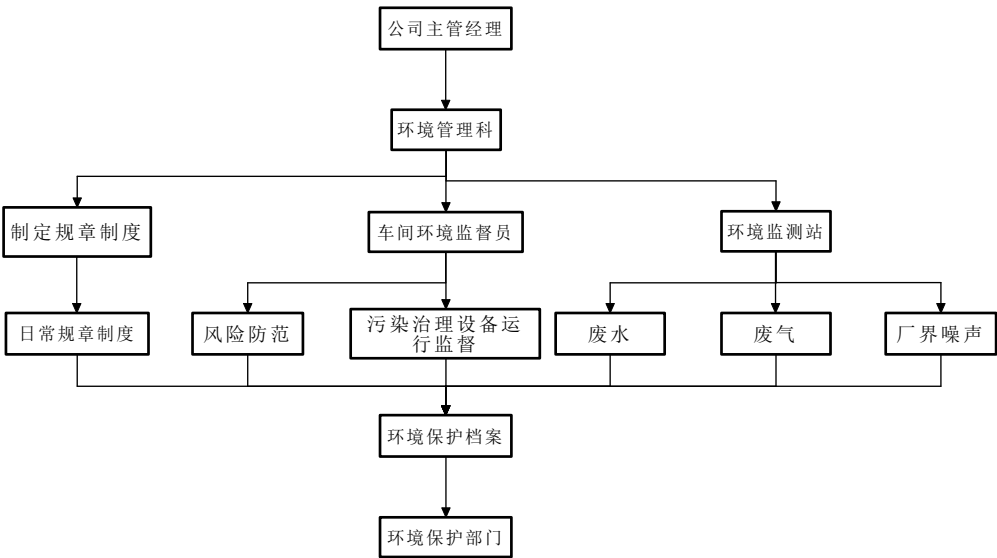 公司主管经理
环境管理科
制定规章制度
车间环境监督员
环境监测站
日常规章制度
风险防范
污染治理设备运
行监督
废水
废气
厂界噪声
环境保护档案
环境保护部门